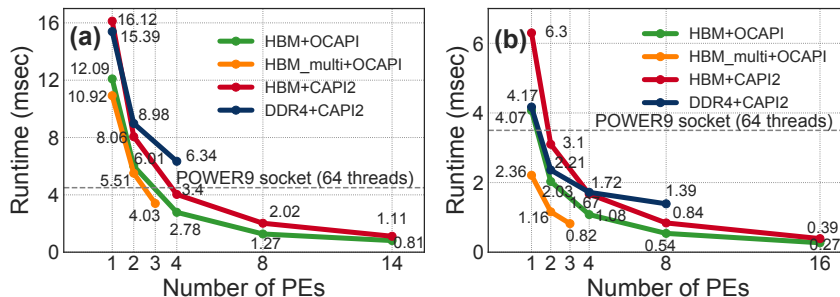 (a)
Runtime (msec)
16
12
8
4
0
16.12
15.39
12.09
10.92
8.98
8.06
6.01
5.51
6.34
4.03
3.4
2.78
2.02
1.27
1.11
0.81
HBM+OCAPI
HBM_multi+OCAPI
HBM+CAPI2
DDR4+CAPI2
POWER9 socket (64 threads)
1 2 3 4 8 14
Number of PEs
(b)
Runtime (msec)
6
4
2
0
6.3
4.17
4.07
3.1
2.36
2.21
2.03
1.72
1.67
1.39
1.16
1.08
0.82
0.84
0.54
0.39
0.27
HBM+OCAPI
HBM_multi+OCAPI
HBM+CAPI2
DDR4+CAPI2
POWER9 socket (64 threads)
1 2 3 4 8 16
Number of PEs